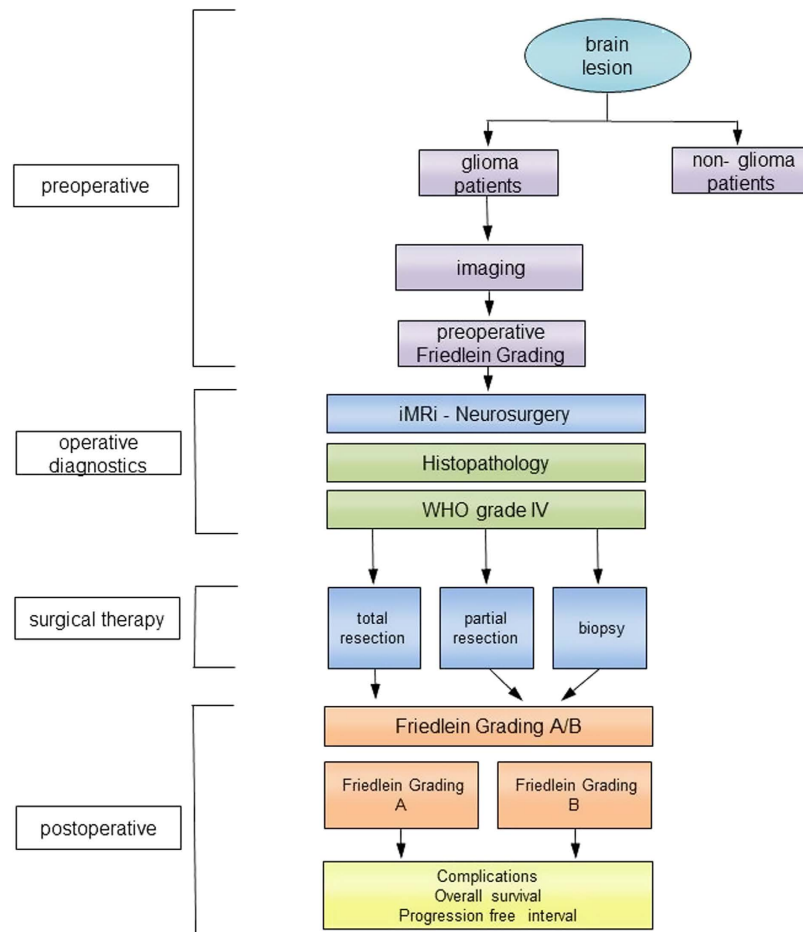 brain
lesion
glioma
patients
non- glioma
patients
preoperative
imaging
preoperative
Friedlein Grading
iMRi - Neurosurgery
operative
diagnostics
Histopathology
WHO grade IV
surgical therapy
total
resection
partial
resection
biopsy
Friedlein Grading A/B
postoperative
Friedlein Grading
A
Friedlein Grading
B
Complications
Overall survival
Progression free interval